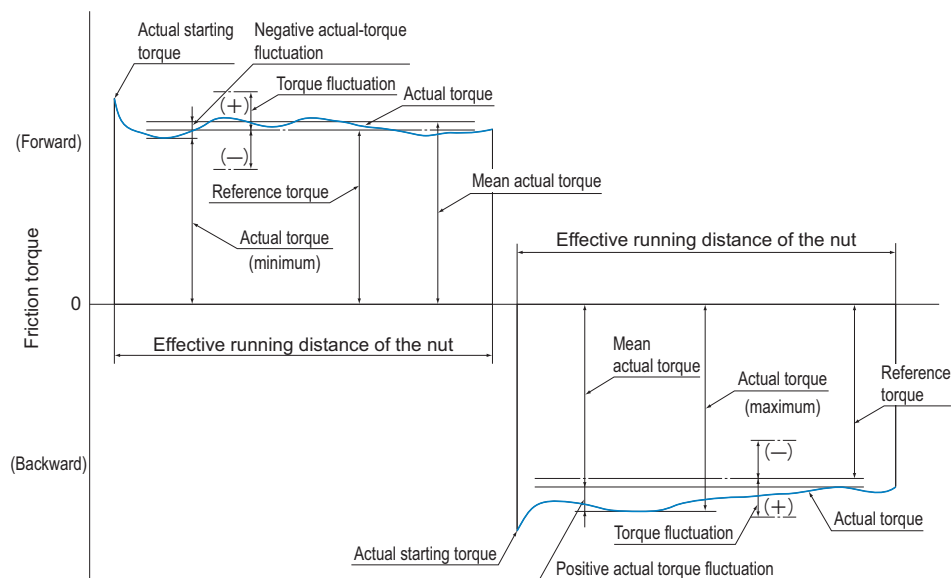 Actual starting
torque
Negative actual-torque
fluctuation
Torque fluctuation
(+)
Actual torque
(Forward)
(—)
Reference torque
Mean actual torque
Actual torque
(minimum)
Effective running distance of the nut
Friction torque
0
Effective running distance of the nut
Mean
actual torque
Actual torque
(maximum)
Reference
torque
(Backward)
(—)
(+)
Torque fluctuation
Actual torque
Actual starting torque
Positive actual torque fluctuation